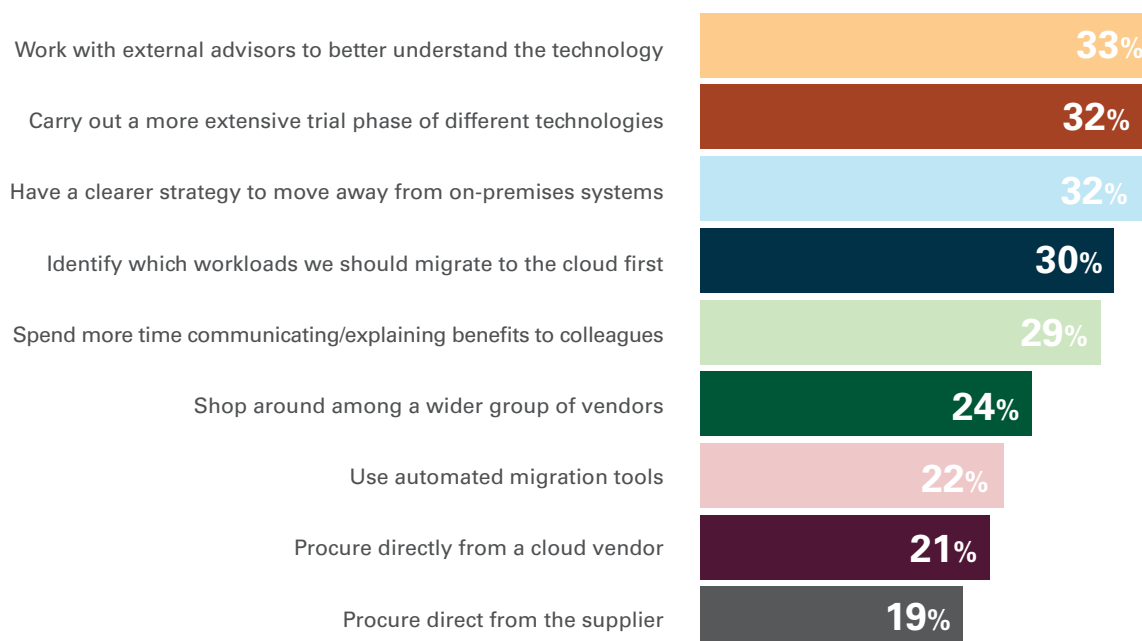 Work with external advisors to better understand the technology 33%
Carry out a more extensive trial phase of different technologies 32%
Have a clearer strategy to move away from on-premises systems 32%
Identify which workloads we should migrate to the cloud first 30%
Spend more time communicating/explaining benefits to colleagues 29%
Shop around among a wider group of vendors 24%
Use automated migration tools 22%
Procure directly from a cloud vendor 21%
Procure direct from the supplier 19%